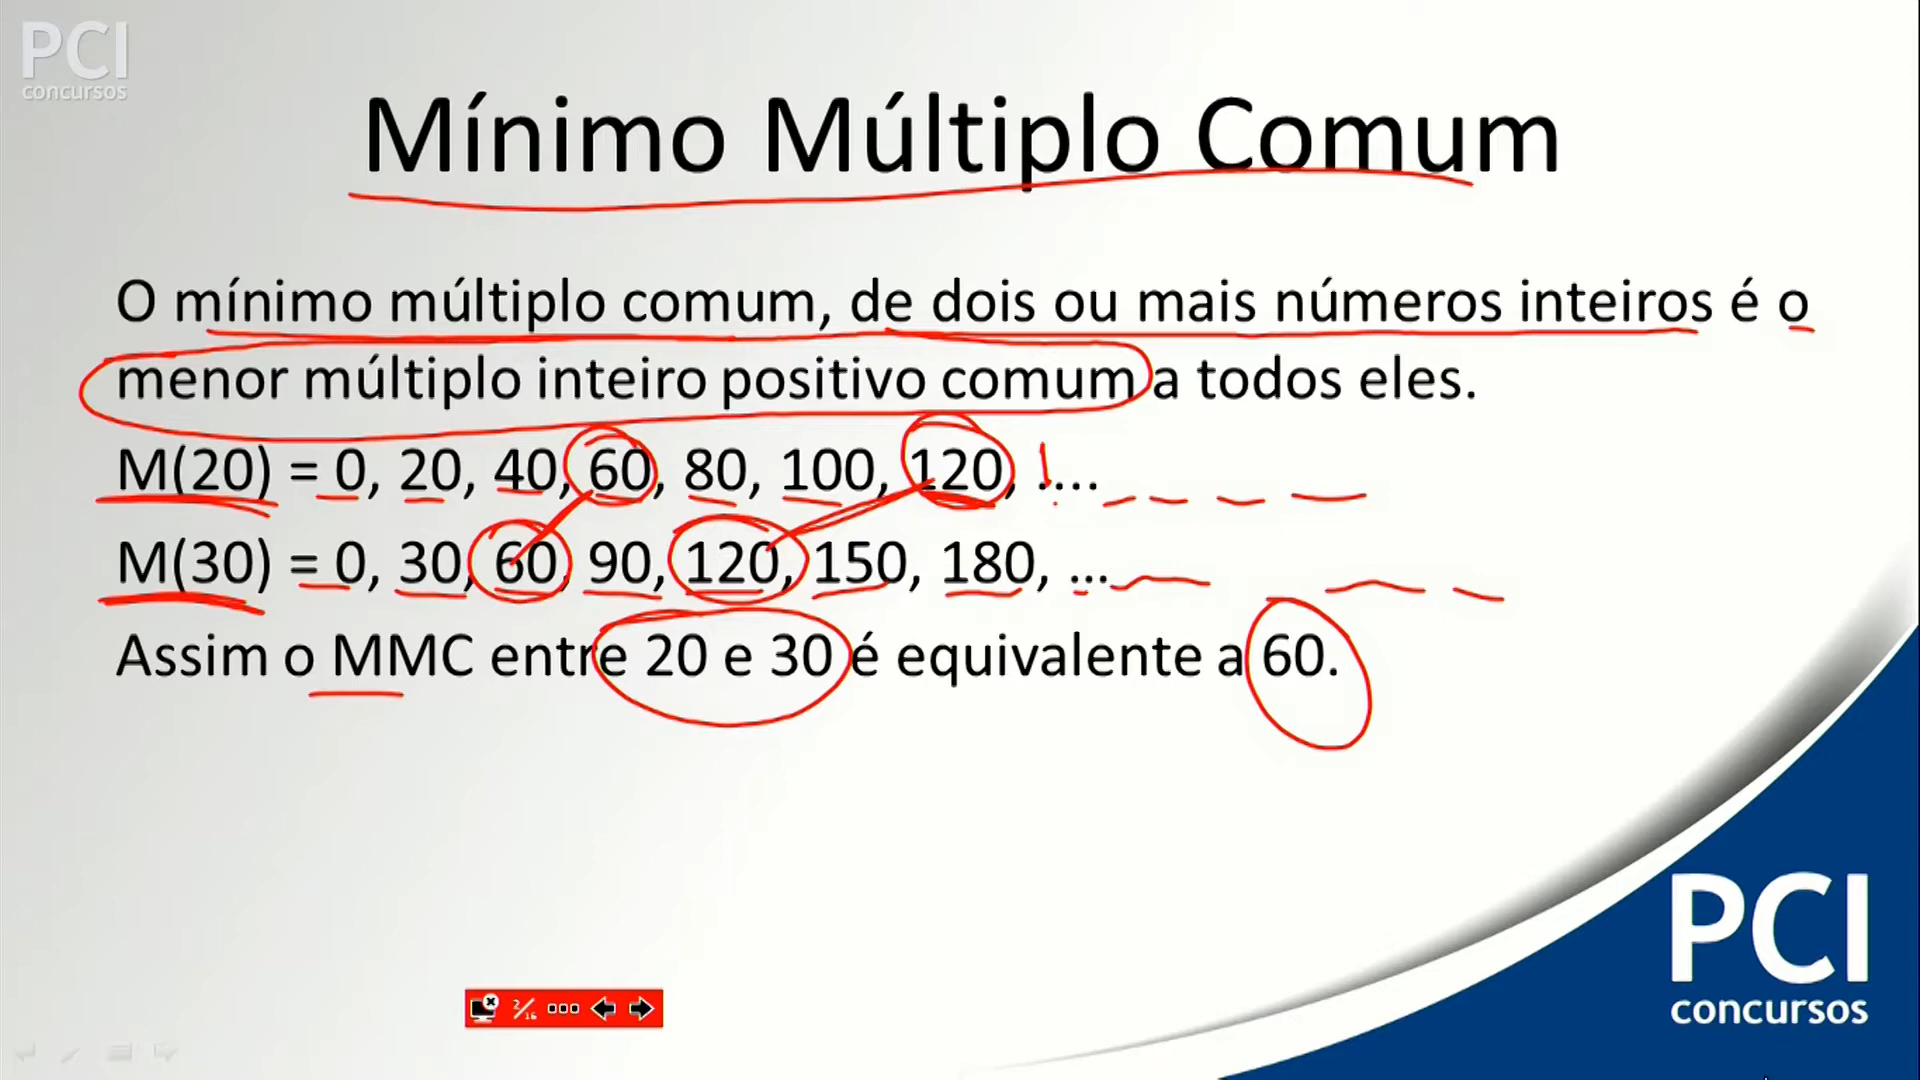 PCI
concursos
Mínimo Múltiplo Comum
O mínimo múltiplo comum, de dois ou mais números inteiros é o
menor múltiplo inteiro positivo comum a todos eles.
M(20) = 0, 20, 40, 60, 80, 100, 120, ....
M(30) = 0, 30, 60, 90, 120, 150, 180, ...
Assim o MMC entre 20 e 30 é equivalente a 60.
PCI
concursos
2/16